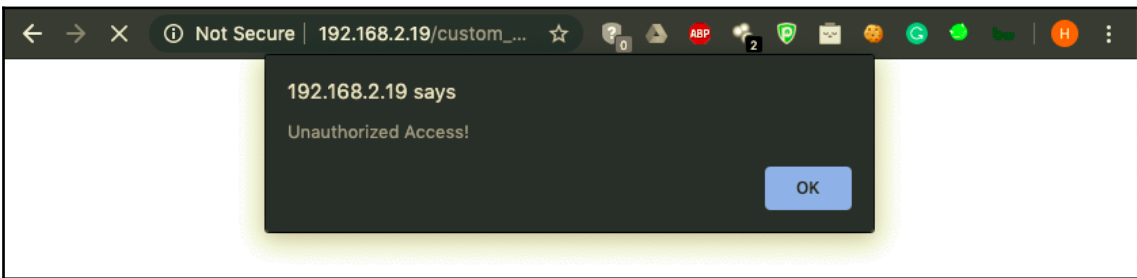 Not Secure | 192.168.2.19/custom_...
0
ABP
2
G
H
192.168.2.19 says
Unauthorized Access!
OK